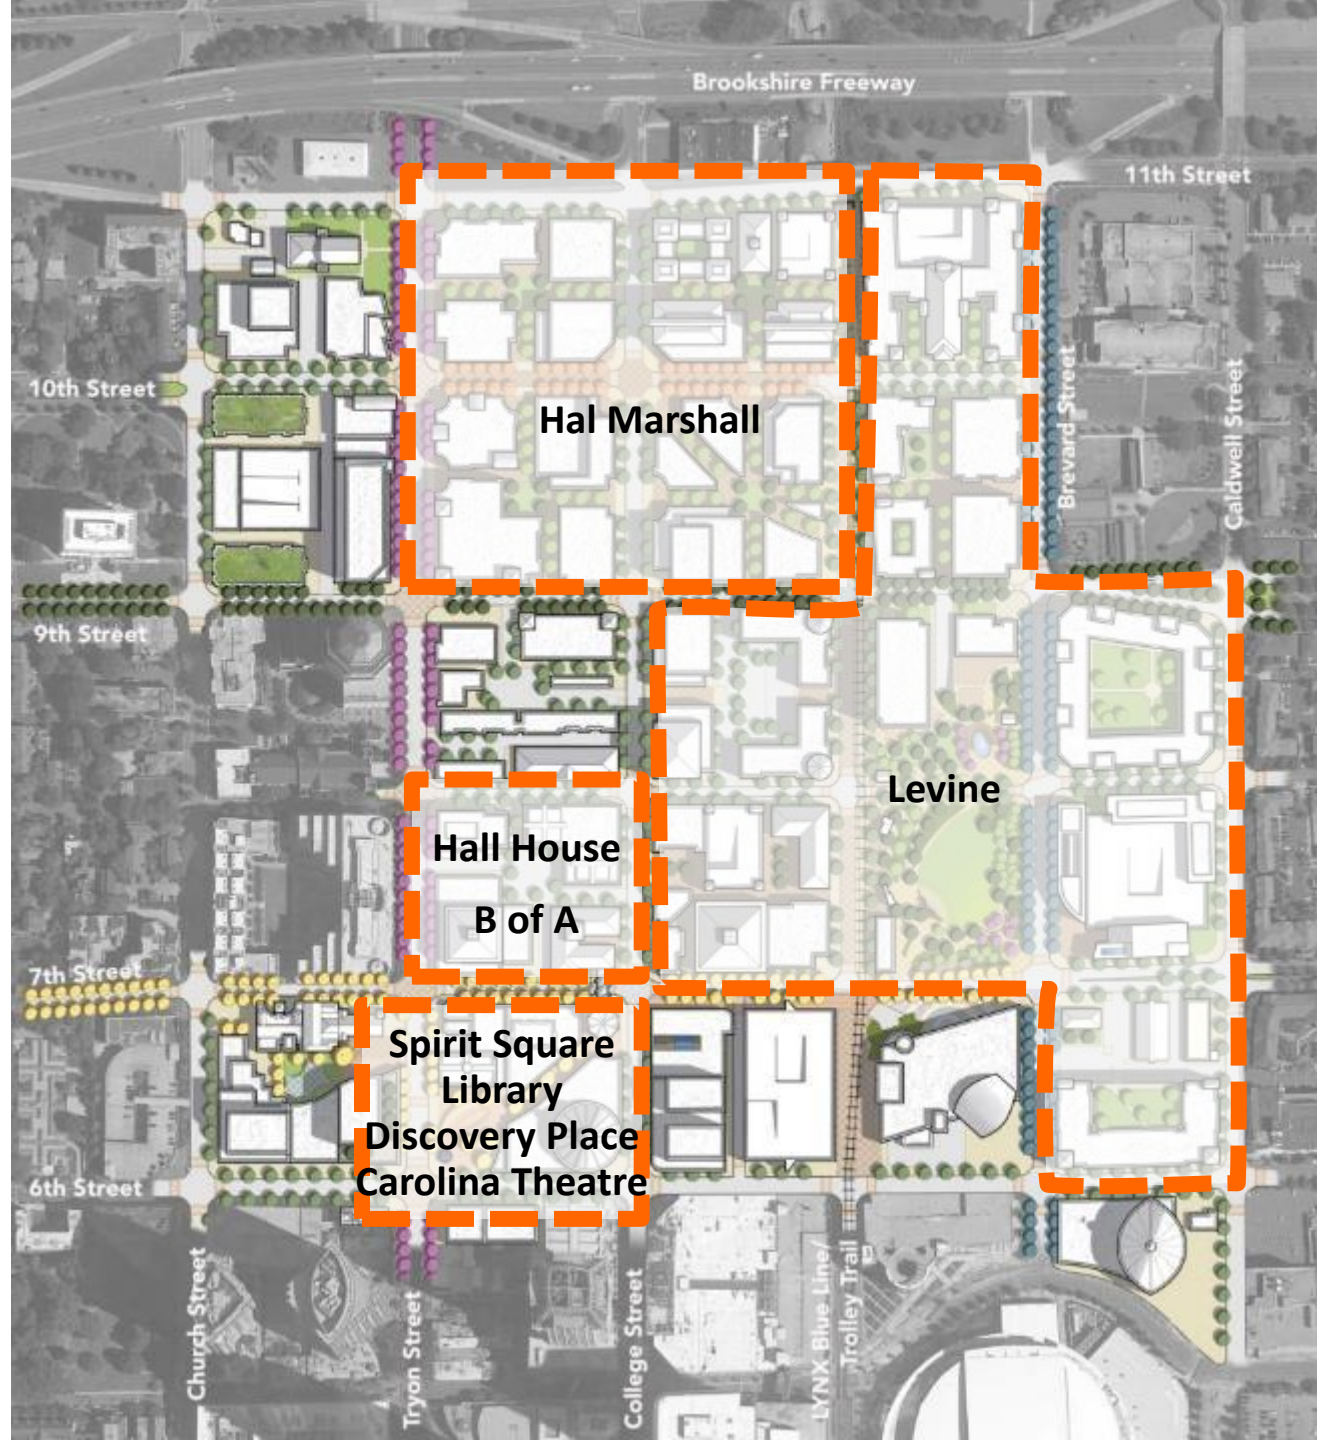 Brookshire Freeway
11th Street
10th Street
Hal Marshall
Brevard Street
Caldwell Street
9th Street
Levine
Hall House
B of A
7th Street
Spirit Square
Library
Discovery Place
Carolina Theatre
6th Street
Church Street
Tryon Street
College Street
LYNX Blue Line/
Trolley Trail